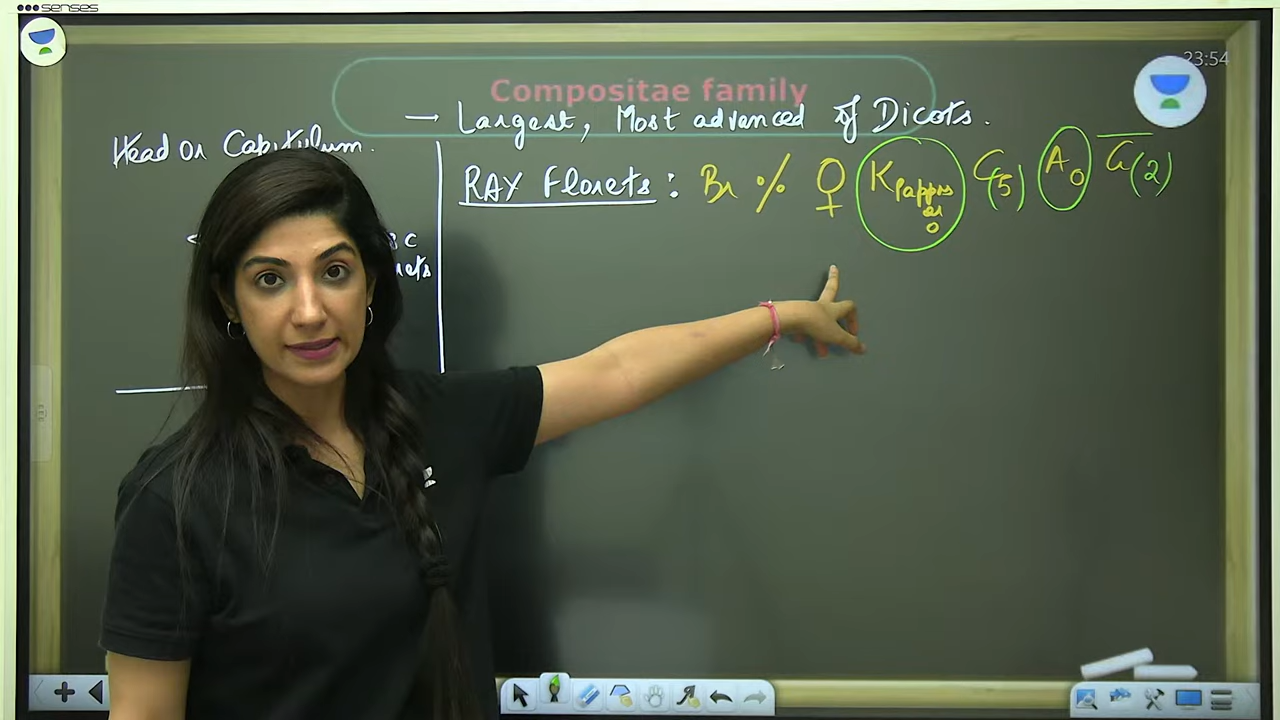 senses
23:54
Compositae family
→ Largest, Most advanced of Dicots.
Head or Capitulum.
RAY Florets : Br % ♀ K pappus or 0 C(5) A0 G(2)